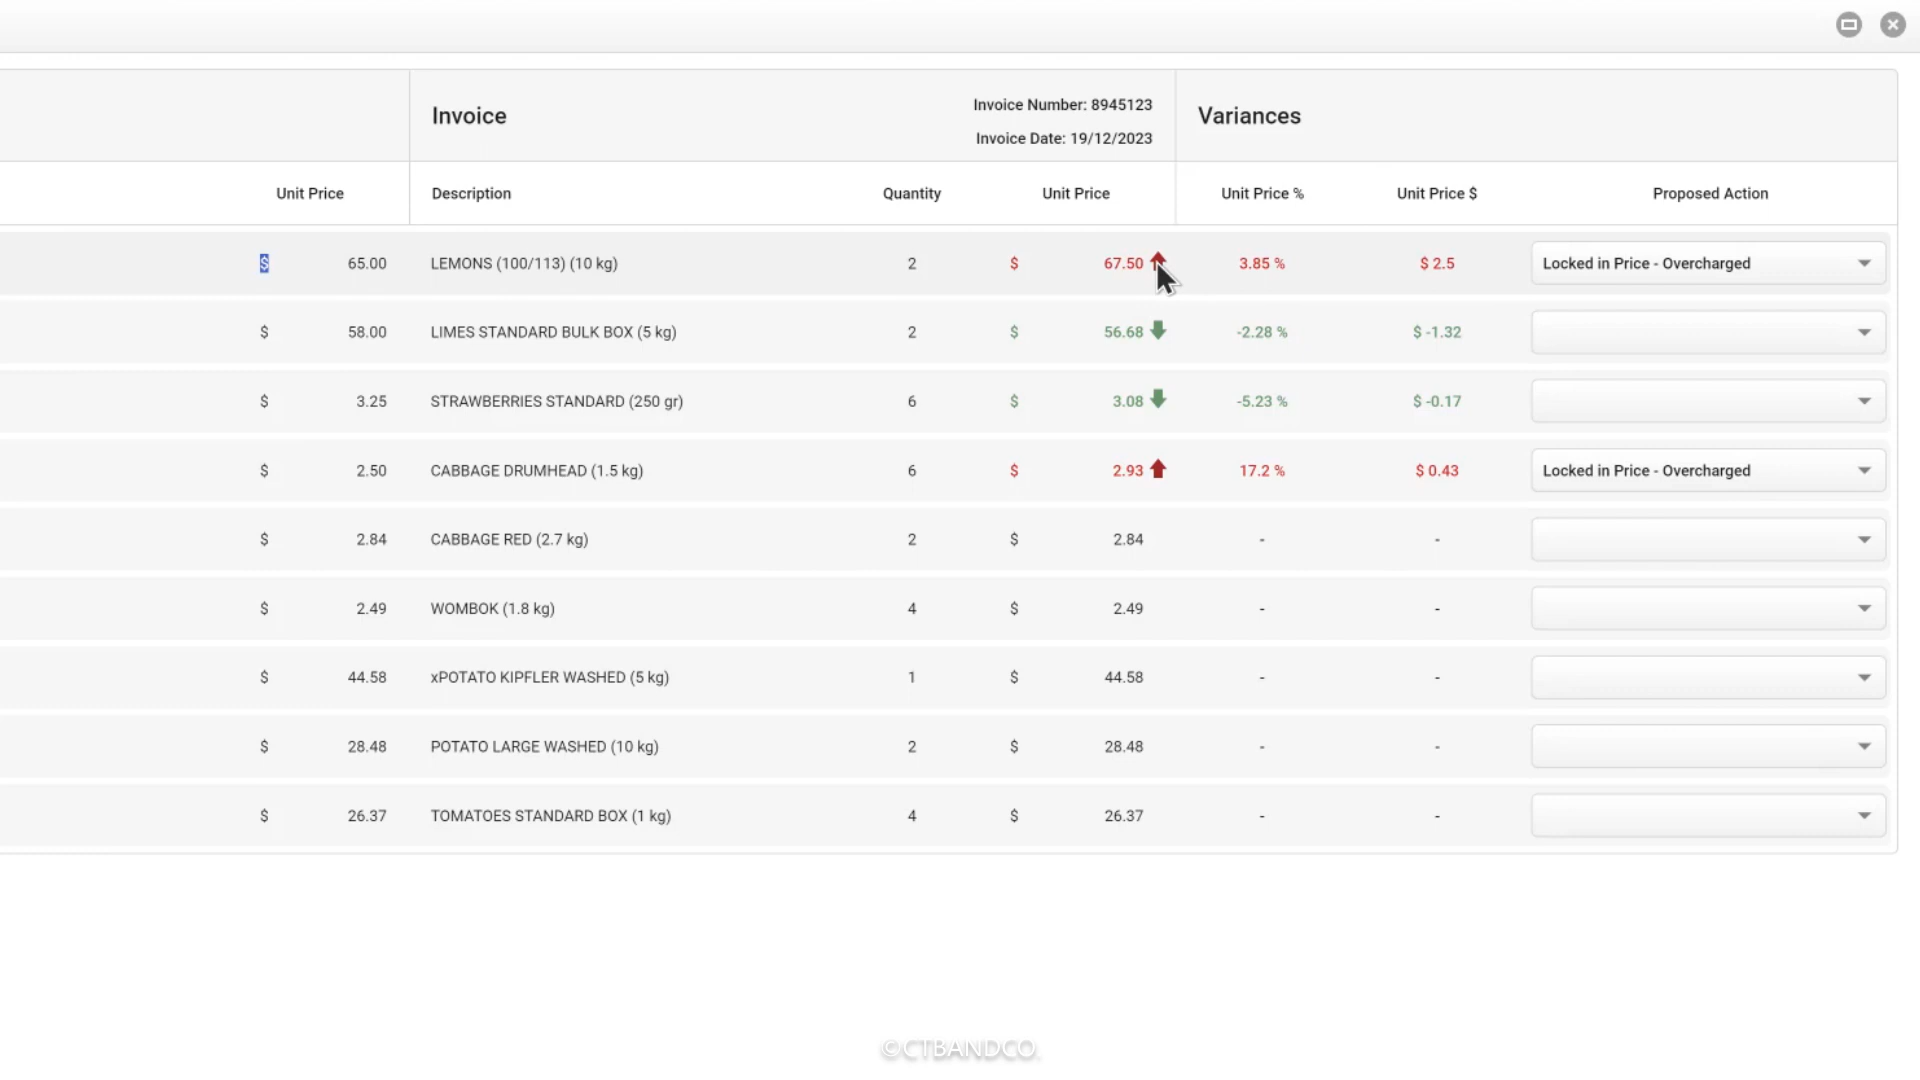 Invoice
Invoice Number: 8945123
Invoice Date: 19/12/2023
Variances
Unit Price Description Quantity Unit Price Unit Price % Unit Price $ Proposed Action
$ 65.00 LEMONS (100/113) (10 kg) 2 $ 67.50 3.85 % $ 2.5 Locked in Price - Overcharged
$ 58.00 LIMES STANDARD BULK BOX (5 kg) 2 $ 56.68 -2.28 % $ -1.32
$ 3.25 STRAWBERRIES STANDARD (250 gr) 6 $ 3.08 -5.23 % $ -0.17
$ 2.50 CABBAGE DRUMHEAD (1.5 kg) 6 $ 2.93 17.2 % $ 0.43 Locked in Price - Overcharged
$ 2.84 CABBAGE RED (2.7 kg) 2 $ 2.84 - -
$ 2.49 WOMBOK (1.8 kg) 4 $ 2.49 - -
$ 44.58 xPOTATO KIPFLER WASHED (5 kg) 1 $ 44.58 - -
$ 28.48 POTATO LARGE WASHED (10 kg) 2 $ 28.48 - -
$ 26.37 TOMATOES STANDARD BOX (1 kg) 4 $ 26.37 - -
©CTBANDCO.